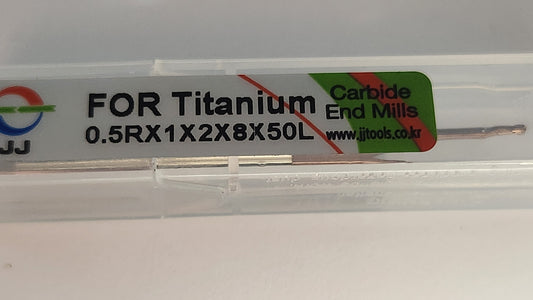 JJ
FOR Titanium
0.5RX1X2X8X50L
Carbide
End Mills
www.jjtools.co.kr